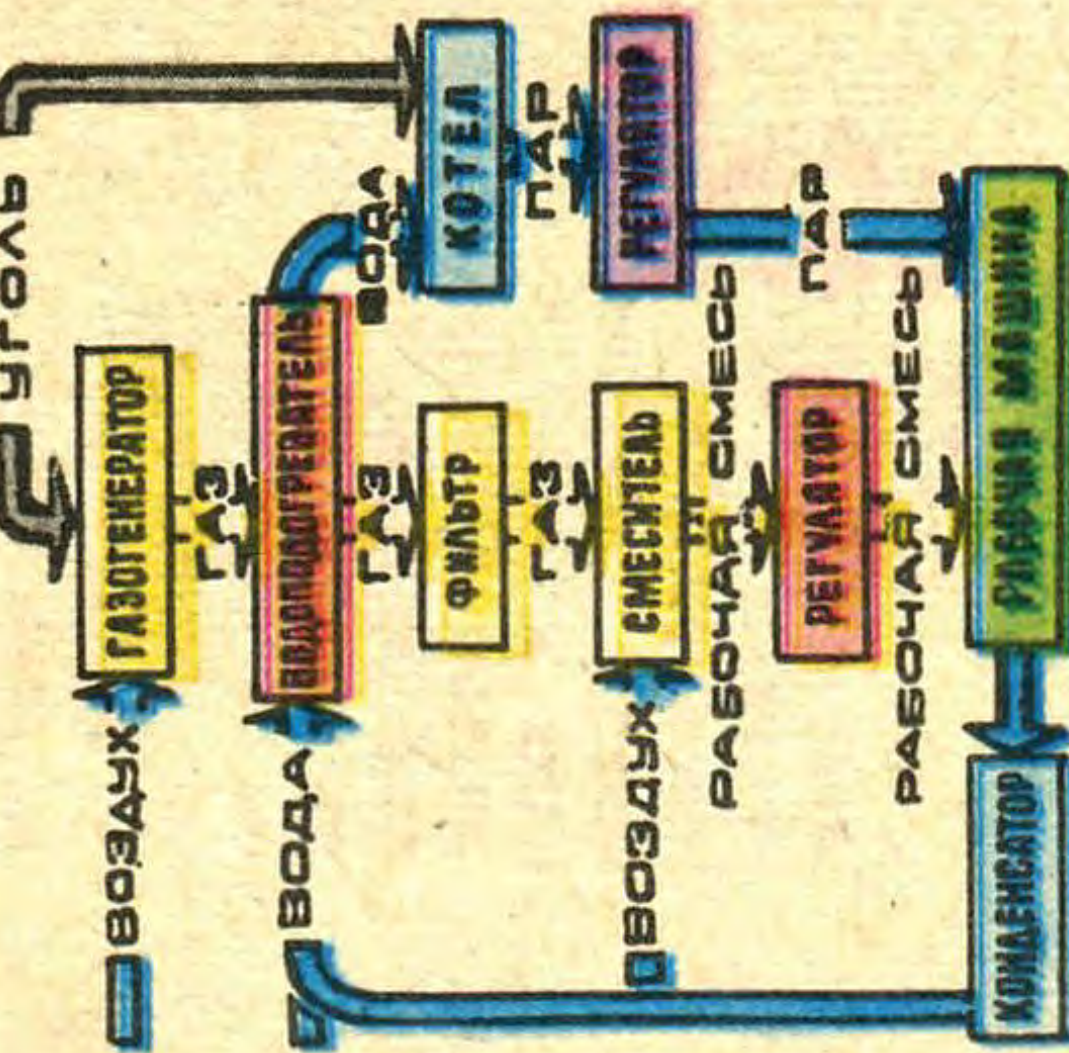 УГОЛЬ
ВОЗДУХ
ГАЗОГЕНЕРАТОР
ГАЗ
ВОДА
ВОДОПОДОГРЕВАТЕЛЬ
ВОДА
ГАЗ
ФИЛЬТР
КОТЕЛ
ГАЗ
ПАР
ВОЗДУХ
СМЕСИТЕЛЬ
РЕГУЛЯТОР
РАБОЧАЯ СМЕСЬ
РЕГУЛЯТОР
ПАР
РАБОЧАЯ СМЕСЬ
КОНДЕНСАТОР
РАБОЧАЯ МАШИНА